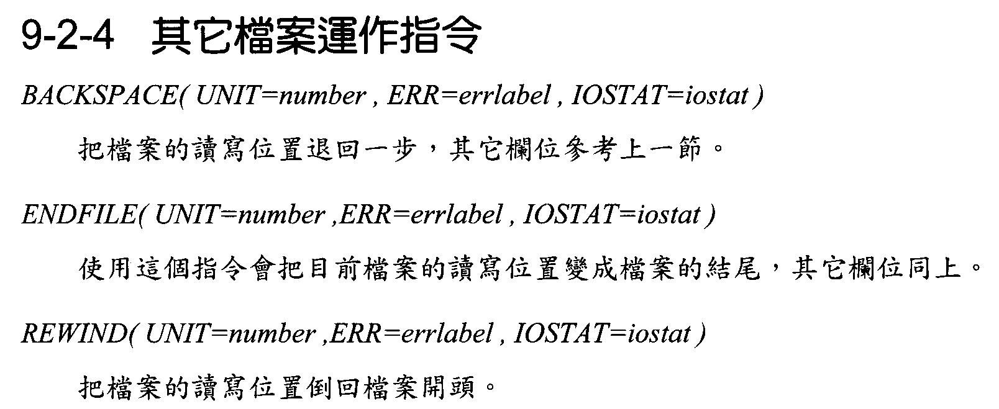 9-2-4 其它檔案運作指令
BACKSPACE( UNIT=number , ERR=errlabel , IOSTAT=iostat )
把檔案的讀寫位置退回一步，其它欄位參考上一節。
ENDFILE( UNIT=number ,ERR=errlabel , IOSTAT=iostat )
使用這個指令會把目前檔案的讀寫位置變成檔案的結尾，其它欄位同上。
REWIND( UNIT=number ,ERR=errlabel , IOSTAT=iostat )
把檔案的讀寫位置倒回檔案開頭。